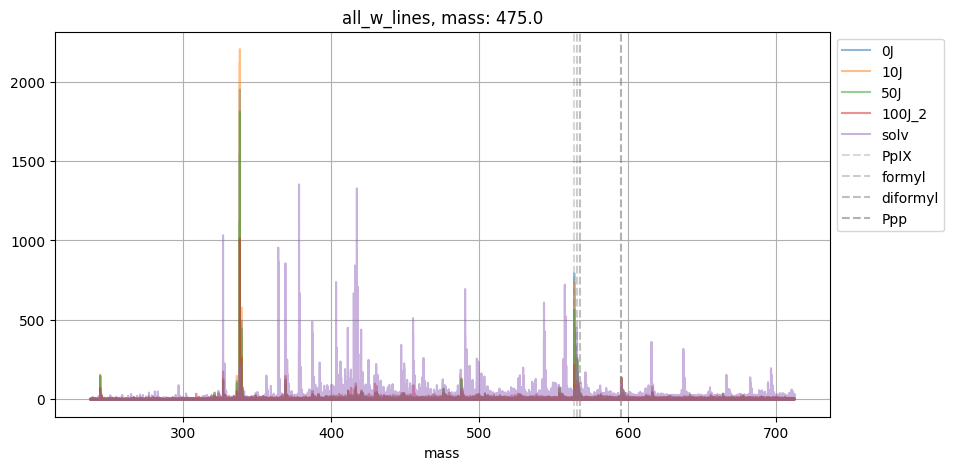 all_w_lines, mass: 475.0
2000
1500
1000
500
0
300
400
500
600
700
mass
0J
10J
50J
100J_2
solv
PpIX
formyl
diformyl
Ppp